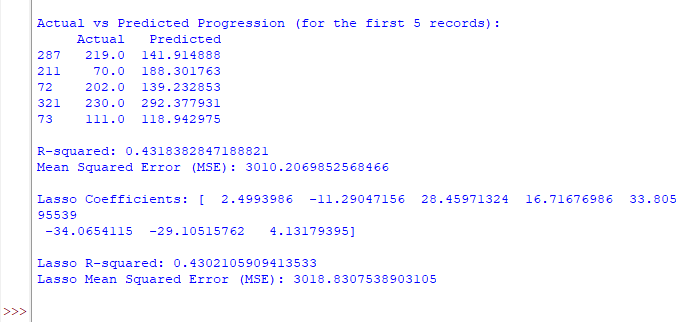 Actual vs Predicted Progression (for the first 5 records):
     Actual   Predicted
287   219.0  141.914888
211    70.0  188.301763
72    202.0  139.232853
321   230.0  292.377931
73    111.0  118.942975
R-squared: 0.4318382847188821
Mean Squared Error (MSE): 3010.2069852568466
Lasso Coefficients: [  2.4993986  -11.29047156  28.45971324  16.71676986  33.805
95539
 -34.0654115  -29.10515762   4.13179395]
Lasso R-squared: 0.4302105909413533
Lasso Mean Squared Error (MSE): 3018.8307538903105
>>>